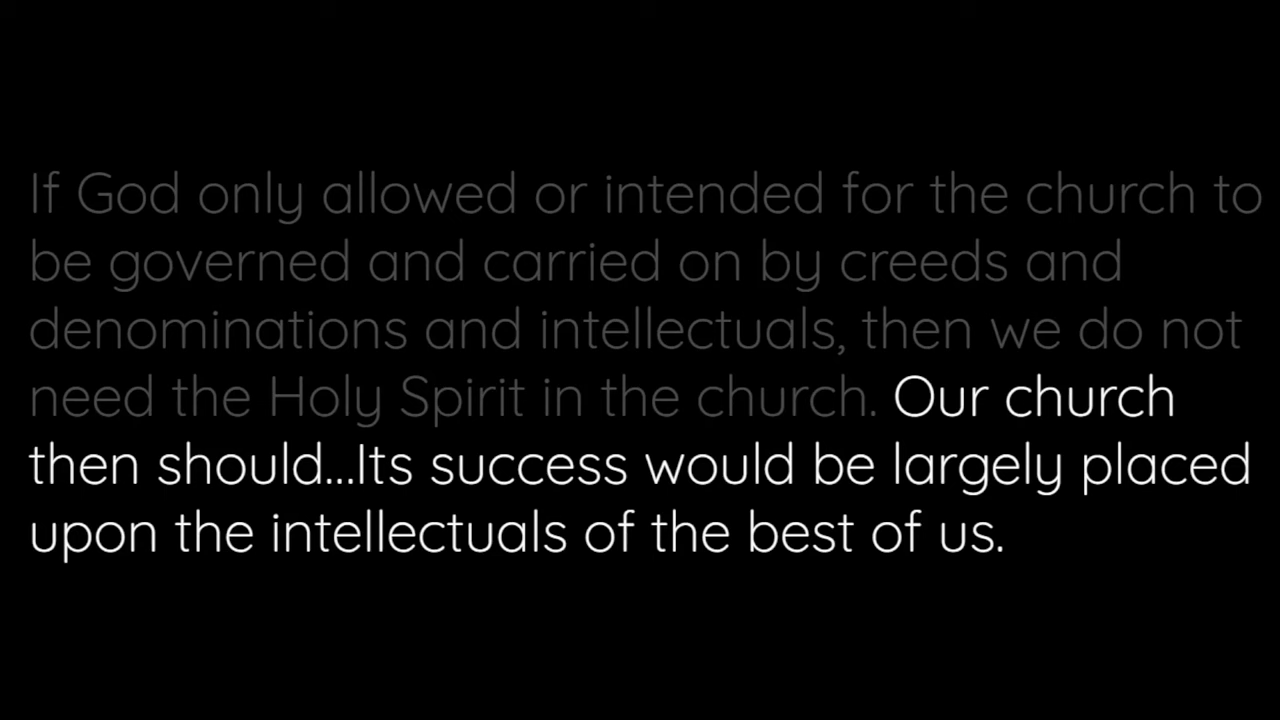 If God only allowed or intended for the church to
be governed and carried on by creeds and
denominations and intellectuals, then we do not
need the Holy Spirit in the church. Our church
then should...Its success would be largely placed
upon the intellectuals of the best of us.